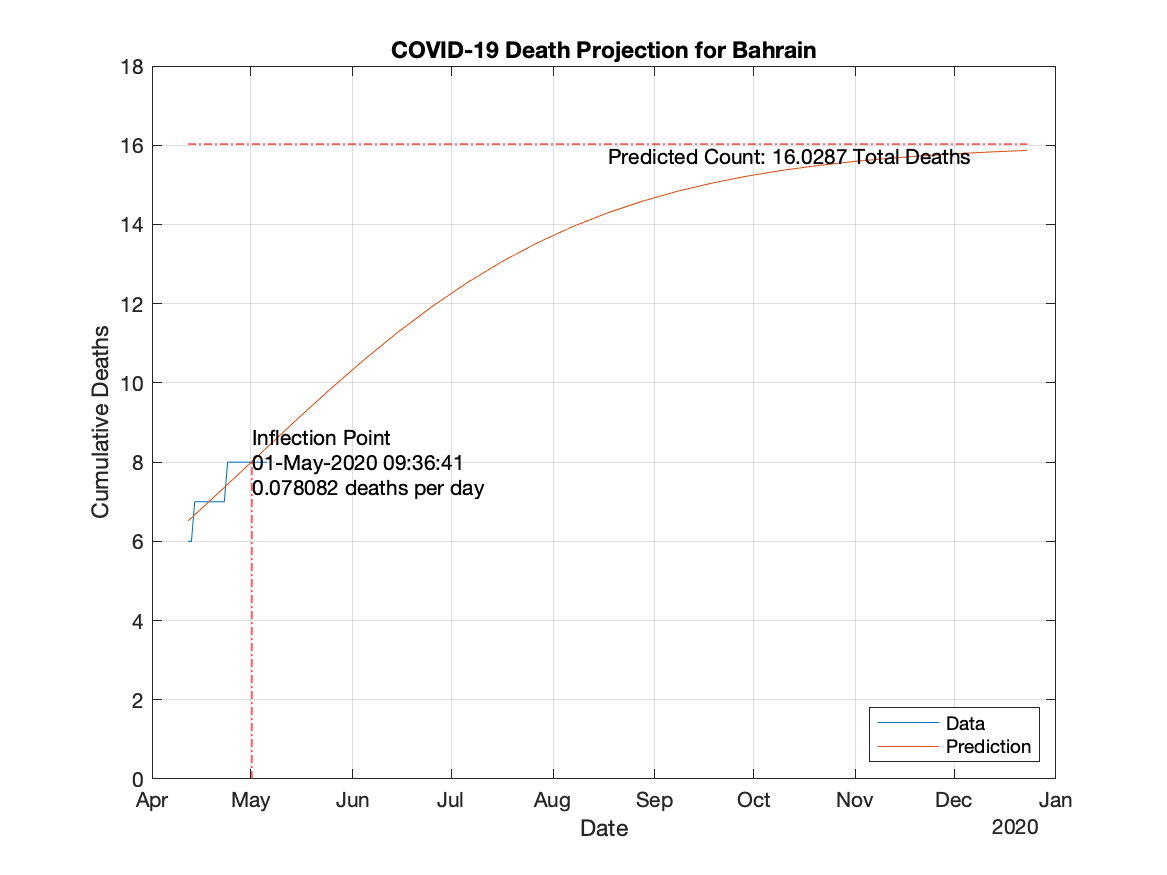 COVID-19 Death Projection for Bahrain
18
16
14
12
10
8
6
4
2
0
Cumulative Deaths
Predicted Count: 16.0287 Total Deaths
Inflection Point
01-May-2020 09:36:41
0.078082 deaths per day
Data
Prediction
Apr May Jun Jul Aug Sep Oct Nov Dec Jan
Date
2020